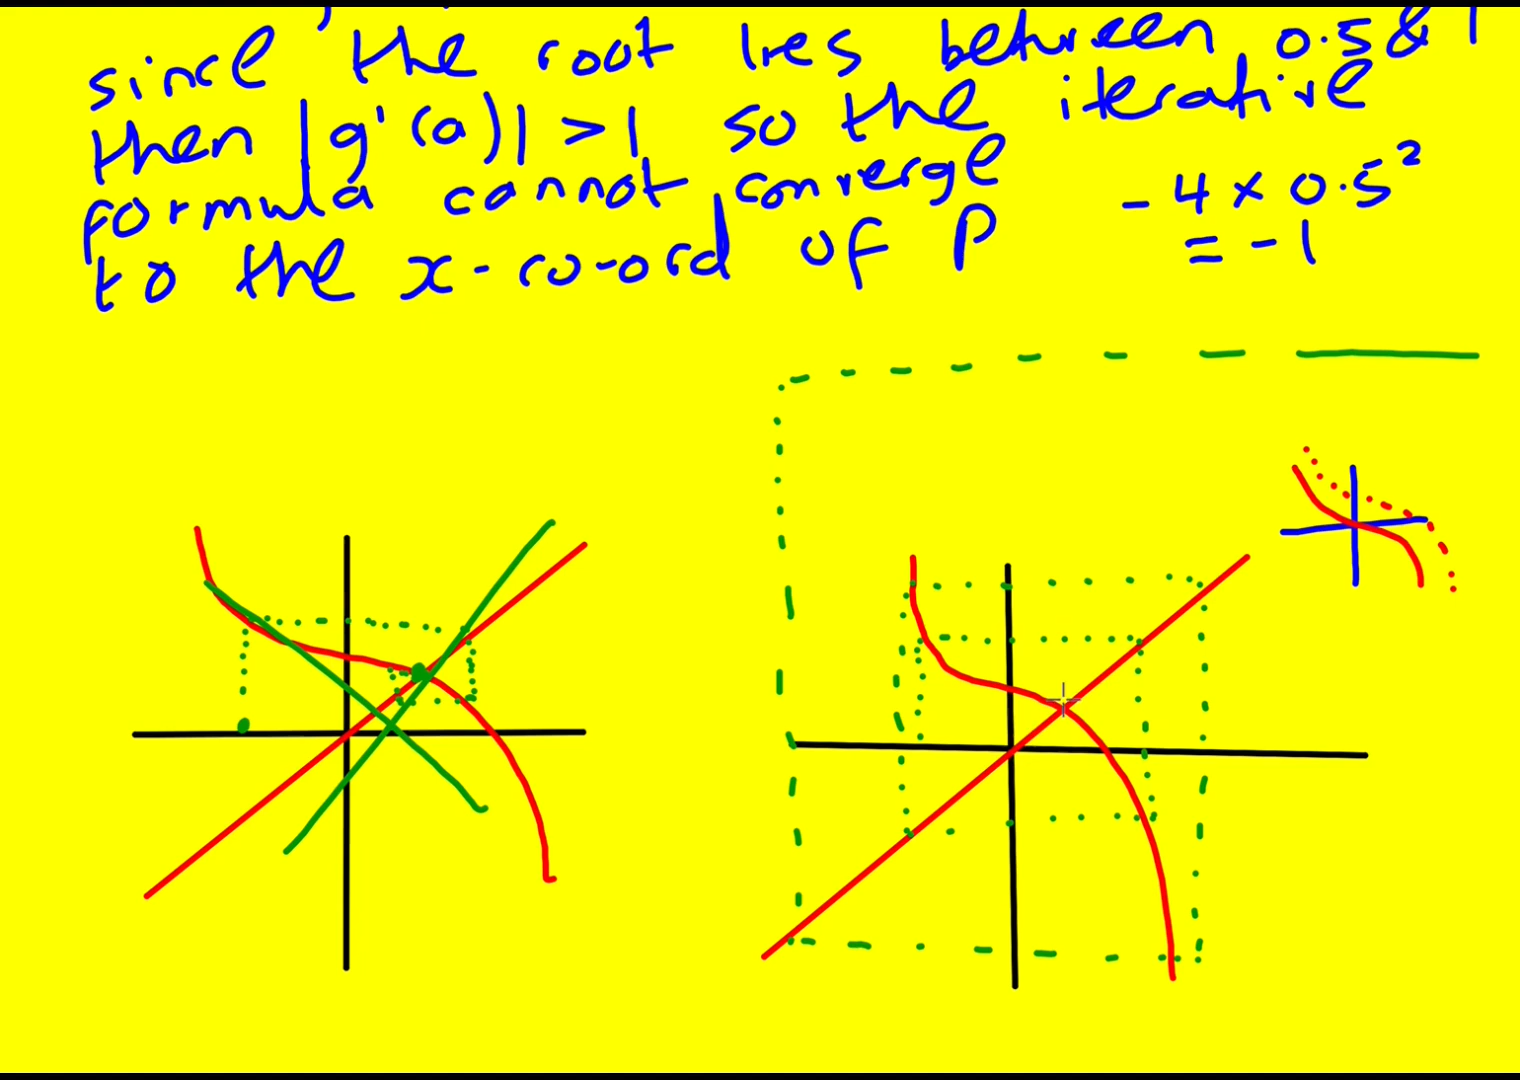 since the root lies between 0.5 & 1
then |g'(a)| > 1 so the iterative
formula cannot converge
to the x-co-ord of P
- 4 × 0.5²
= - 1